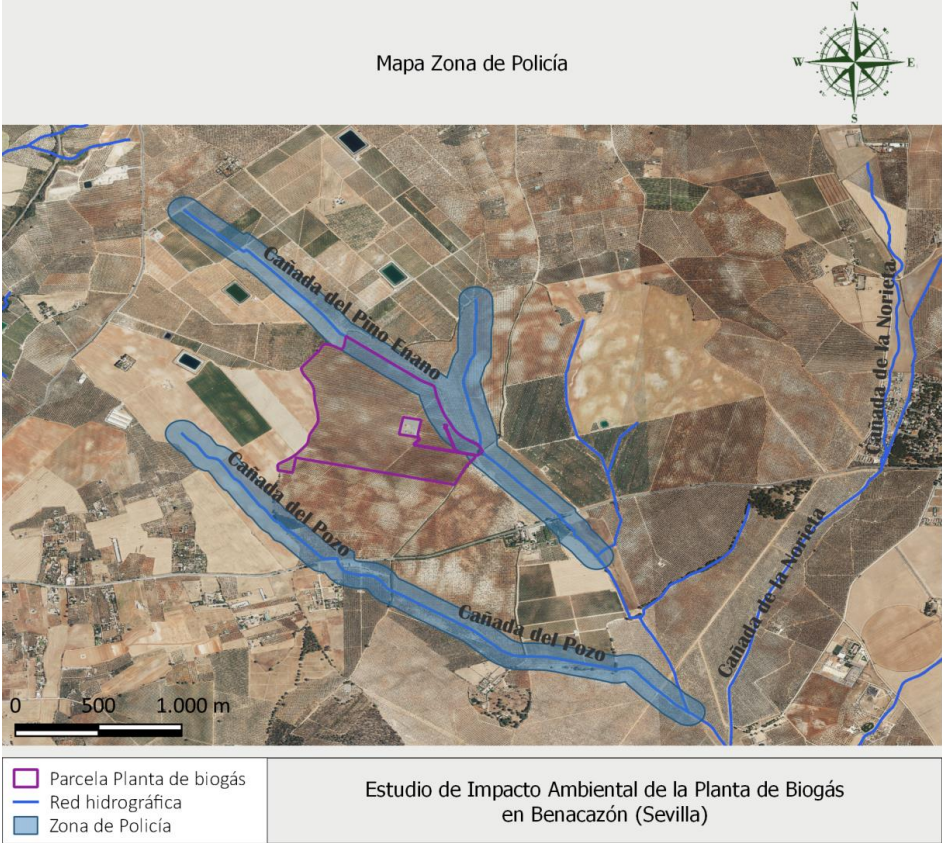 Mapa Zona de Policía
N
W
E
S
Cañada del Pino Enano
Cañada de la Norieta
Cañada del Pozo
Cañada de la Norieta
Cañada del Pozo
0 500 1.000 m
Parcela Planta de biogás
Red hidrográfica
Zona de Policía
Estudio de Impacto Ambiental de la Planta de Biogás
en Benacazón (Sevilla)